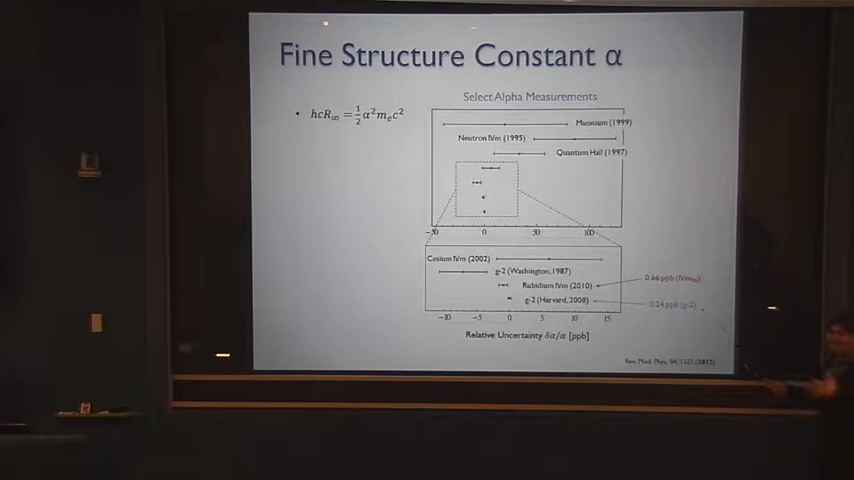 Fine Structure Constant α
• hcR∞ = 1/2 α²mₑc²
Select Alpha Measurements
Muonium (1999)
Neutron ħ/m (1995)
Quantum Hall (1997)
−50 0 50 100
Cesium ħ/m (2002)
g-2 (Washington, 1987)
Rubidium ħ/m (2010)
0.66 ppb
g-2 (Harvard, 2008)
0.24 ppb (g-2)
−10 −5 0 5 10 15
Relative Uncertainty δα/α [ppb]
Rev. Mod. Phys. 84, 1527 (2012)